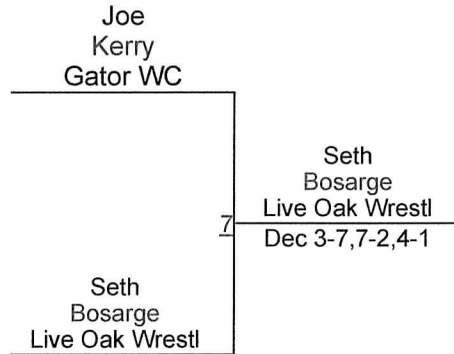 Joe
Kerry
Gator WC
Seth
Bosarge
Live Oak Wrestl
7
Dec 3-7,7-2,4-1
Seth
Bosarge
Live Oak Wrestl